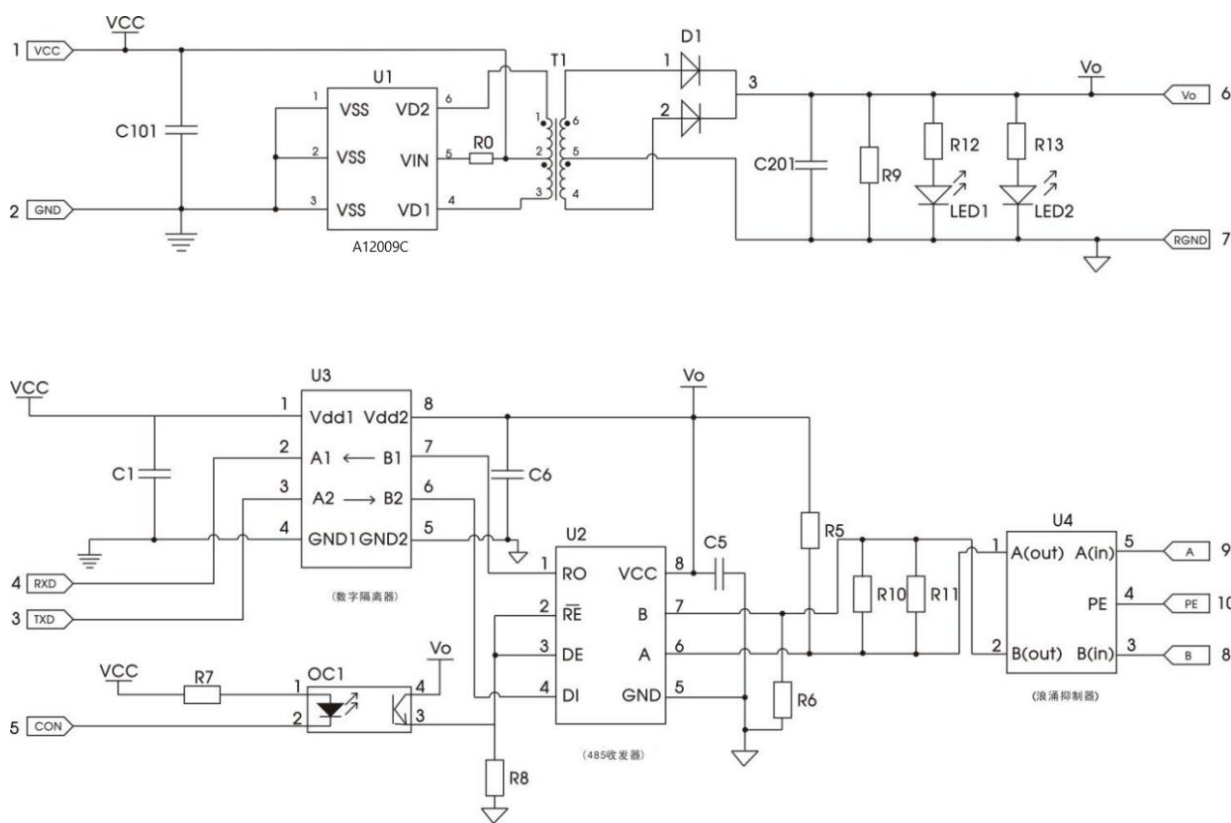 VCC
1 VCC
C101
2 GND
U1
1 VSS VD2 6
2 VSS VIN 5
3 VSS VD1 4
A12009C
R0
T1
1 6
2 5
3 4
D1
1
2
3
C201
R9
R12
LED1
R13
LED2
Vo
Vo 6
RGND 7
VCC
C1
U3
1 Vdd1 Vdd2 8
2 A1 B1 7
3 A2 B2 6
4 GND1 GND2 5
(数字隔离器)
4 RXD
3 TXD
C6
Vo
U2
1 RO VCC 8
2 RE B 7
3 DE A 6
4 DI GND 5
(485收发器)
C5
R5
R6
R10
R11
U4
1 A(out) A(in) 5
PE 4
2 B(out) B(in) 3
(浪涌抑制器)
A 9
PE 10
B 8
VCC
R7
OC1
1
2
4
3
Vo
5 CON
R8